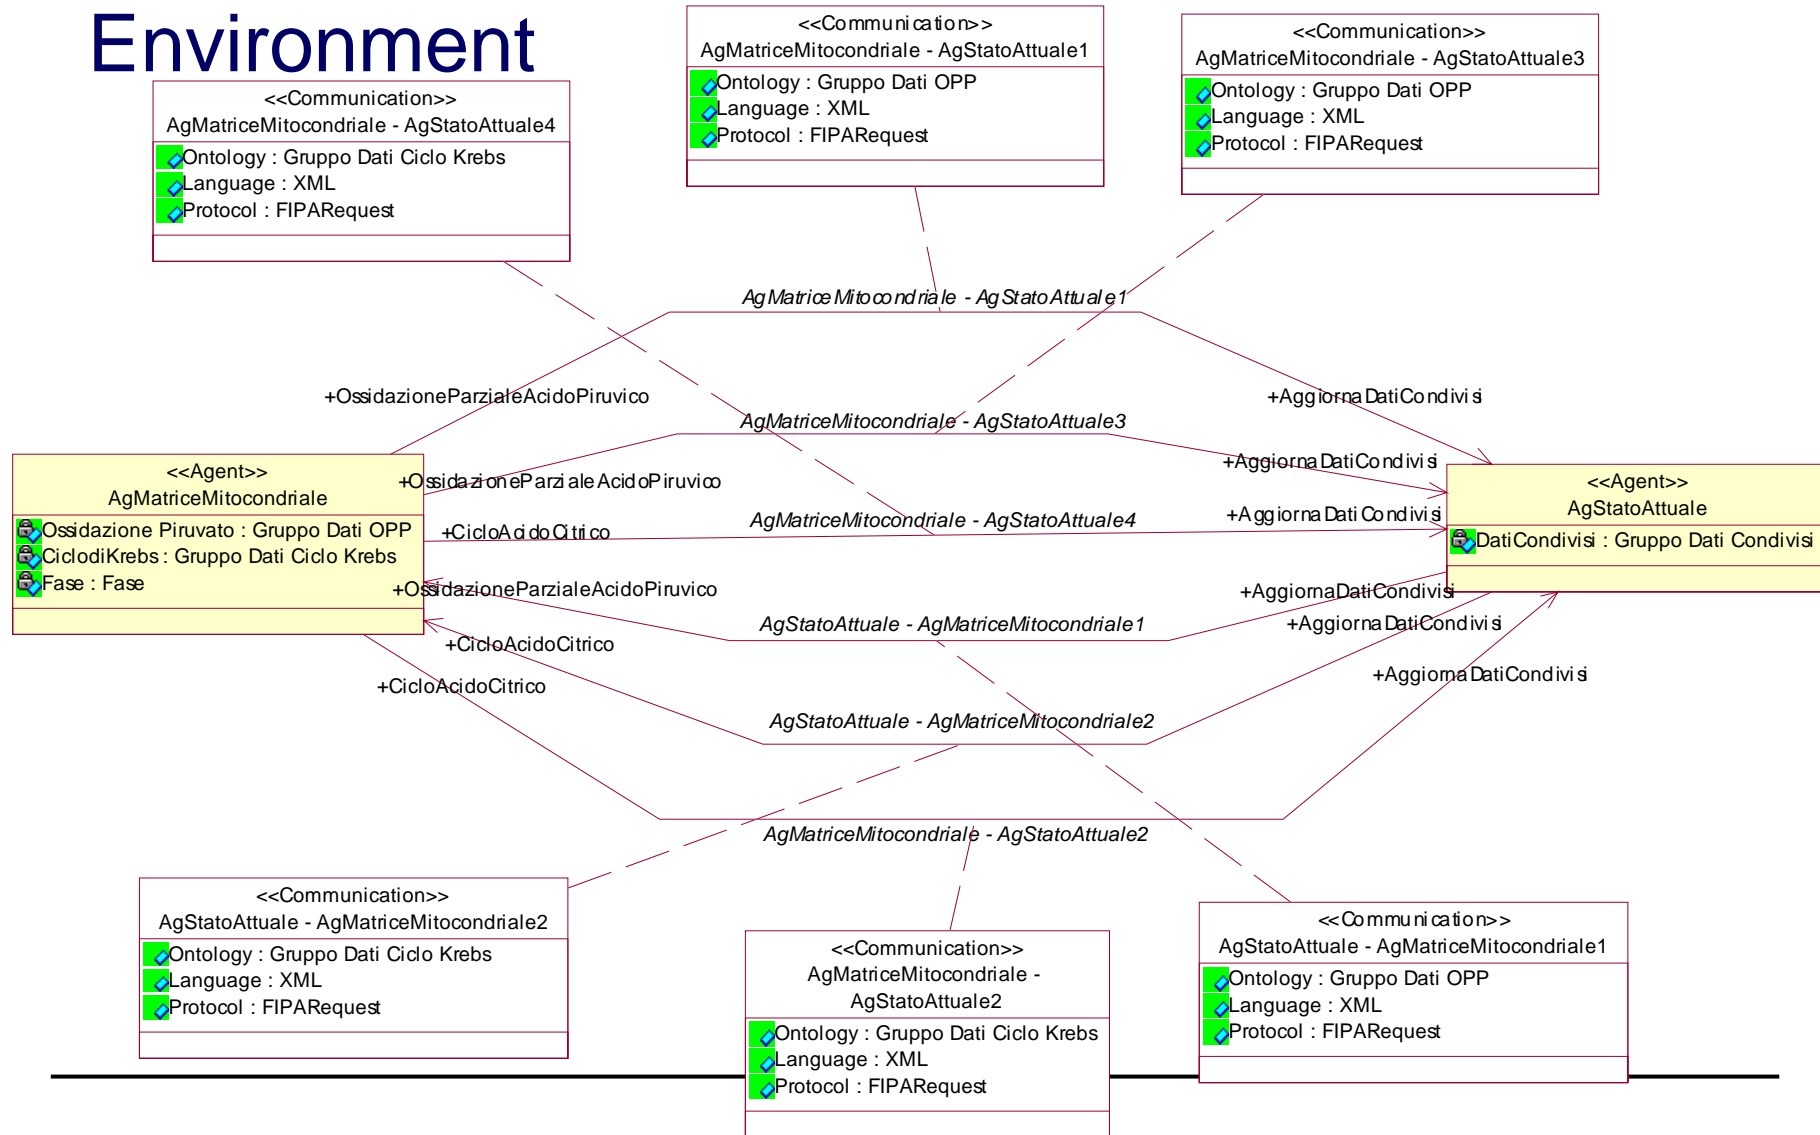 Environment
<<Communication>>
AgMatriceMitocondriale - AgStatoAttuale4
Ontology : Gruppo Dati Ciclo Krebs
Language : XML
Protocol : FIPARequest
<<Communication>>
AgMatriceMitocondriale - AgStatoAttuale1
Ontology : Gruppo Dati OPP
Language : XML
Protocol : FIPARequest
<<Communication>>
AgMatriceMitocondriale - AgStatoAttuale3
Ontology : Gruppo Dati OPP
Language : XML
Protocol : FIPARequest
AgMatriceMitocondriale - AgStatoAttuale1
+OssidazioneParzialeAcidoPiruvico
+AggiornaDatiCondivisi
AgMatriceMitocondriale - AgStatoAttuale3
+OssidazioneParzialeAcidoPiruvico
+AggiornaDatiCondivisi
<<Agent>>
AgMatriceMitocondriale
Ossidazione Piruvato : Gruppo Dati OPP
CiclodiKrebs : Gruppo Dati Ciclo Krebs
Fase : Fase
<<Agent>>
AgStatoAttuale
DatiCondivisi : Gruppo Dati Condivisi
AgMatriceMitocondriale - AgStatoAttuale4
+CicloAcidoCitrico
+AggiornaDatiCondivisi
+OssidazioneParzialeAcidoPiruvico
+AggiornaDatiCondivisi
AgStatoAttuale - AgMatriceMitocondriale1
+AggiornaDatiCondivisi
+CicloAcidoCitrico
+CicloAcidoCitrico
+AggiornaDatiCondivisi
AgStatoAttuale - AgMatriceMitocondriale2
AgMatriceMitocondriale - AgStatoAttuale2
<<Communication>>
AgStatoAttuale - AgMatriceMitocondriale2
Ontology : Gruppo Dati Ciclo Krebs
Language : XML
Protocol : FIPARequest
<<Communication>>
AgMatriceMitocondriale -
AgStatoAttuale2
Ontology : Gruppo Dati Ciclo Krebs
Language : XML
Protocol : FIPARequest
<<Communication>>
AgStatoAttuale - AgMatriceMitocondriale1
Ontology : Gruppo Dati OPP
Language : XML
Protocol : FIPARequest